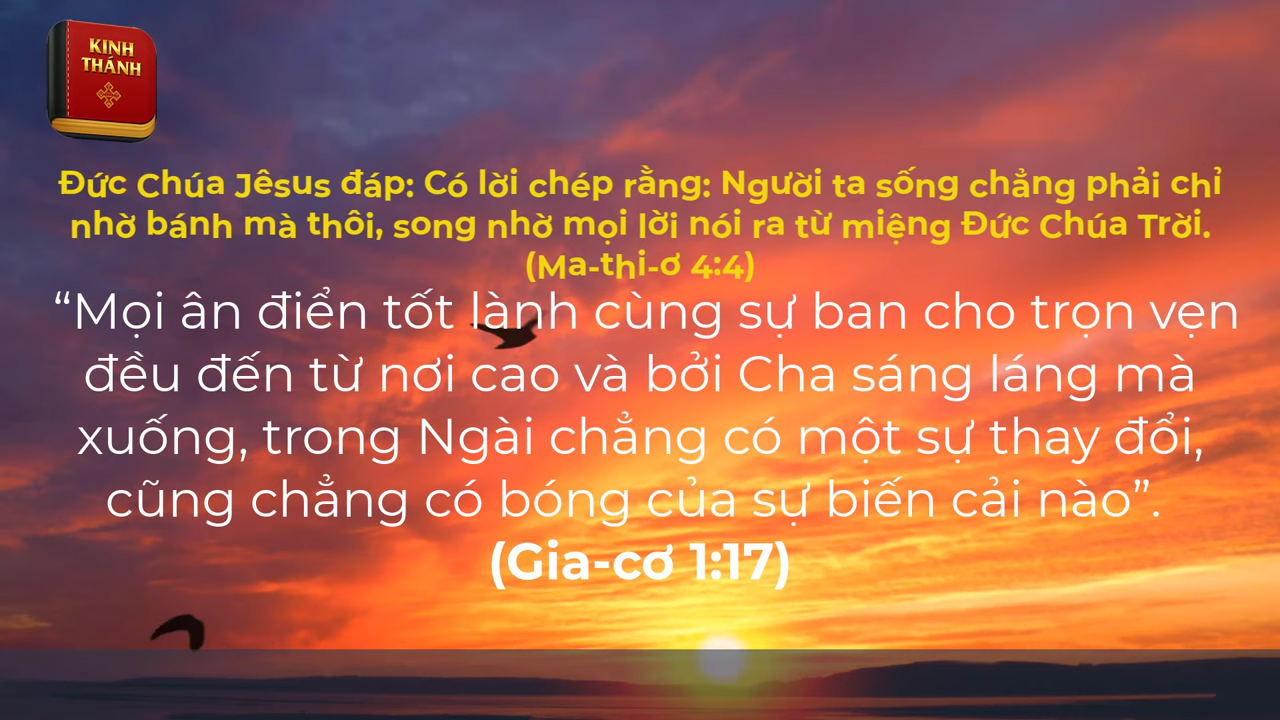 KINH
THÁNH
Đức Chúa Jêsus đáp: Có lời chép rằng: Người ta sống chẳng phải chỉ
nhờ bánh mà thôi, song nhờ mọi lời nói ra từ miệng Đức Chúa Trời.
(Ma-thi-ơ 4:4)
“Mọi ân điển tốt lành cùng sự ban cho trọn vẹn
đều đến từ nơi cao và bởi Cha sáng láng mà
xuống, trong Ngài chẳng có một sự thay đổi,
cũng chẳng có bóng của sự biến cải nào”.
(Gia-cơ 1:17)